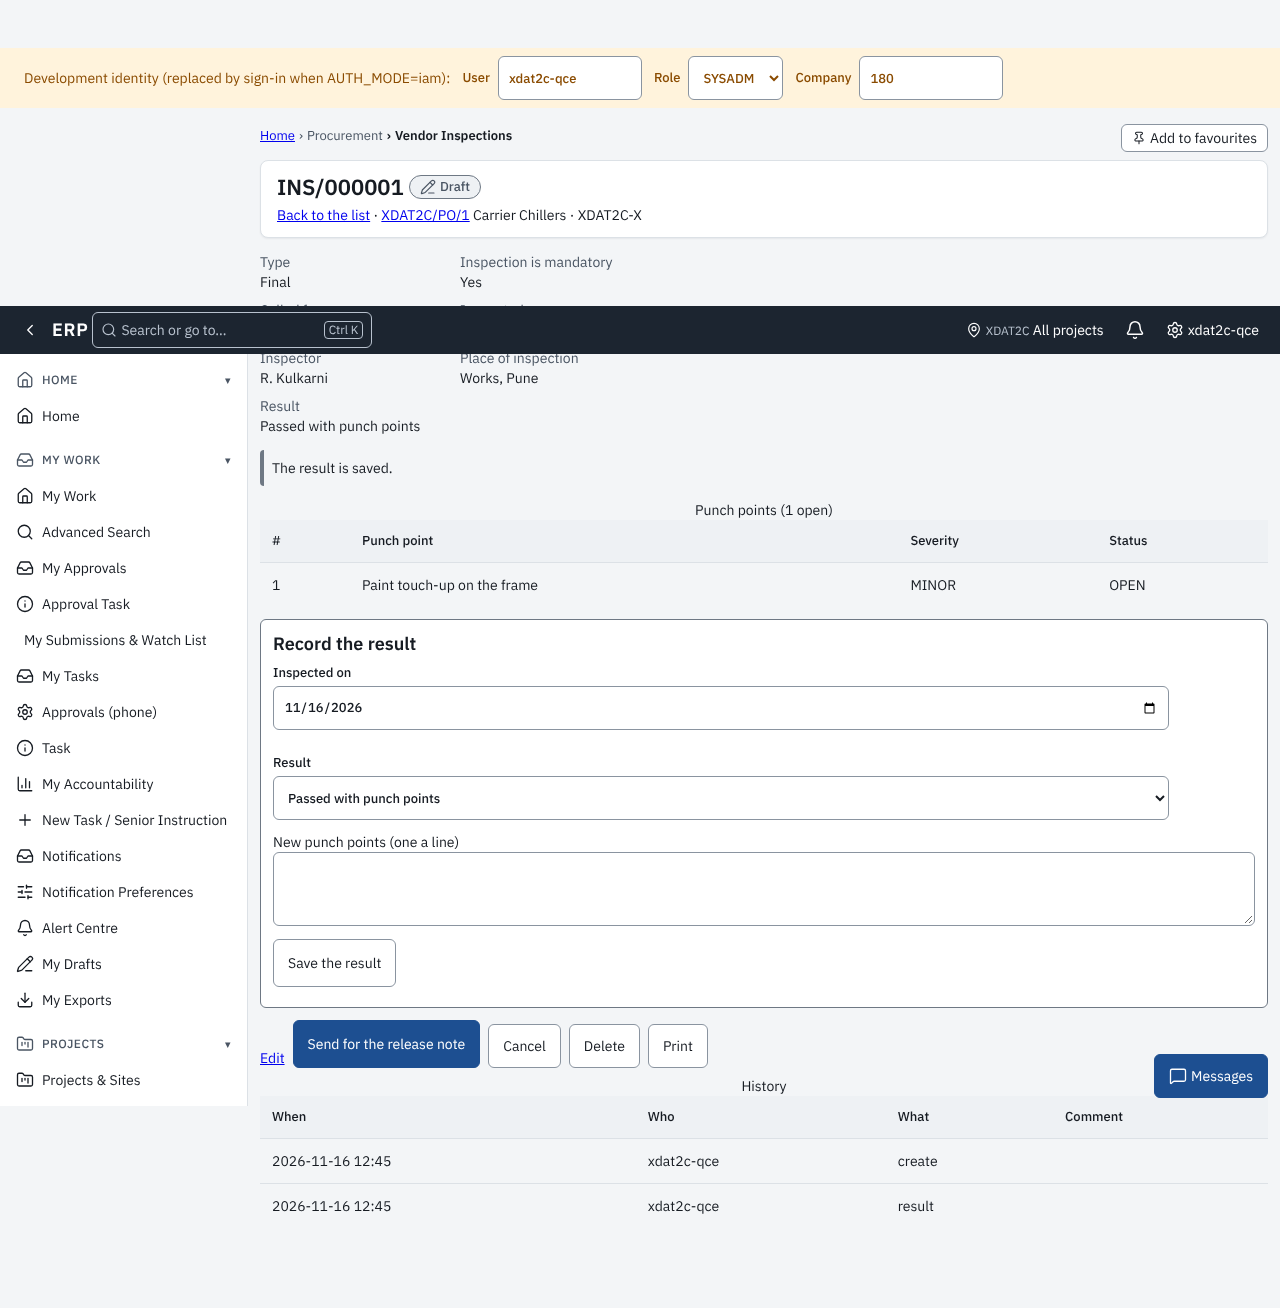 Development identity (replaced by sign-in when AUTH_MODE=iam): User xdat2c-qce Role SYSADM Company 180
Home › Procurement › Vendor Inspections
Add to favourites
INS/000001 Draft
Back to the list · XDAT2C/PO/1 Carrier Chillers · XDAT2C-X
Type Inspection is mandatory
Final Yes
ERP Search or go to... Ctrl K XDAT2C All projects xdat2c-qce
Inspector Place of inspection
R. Kulkarni Works, Pune
Result
Passed with punch points
The result is saved.
Punch points (1 open)
# Punch point Severity Status
1 Paint touch-up on the frame MINOR OPEN
Record the result
Inspected on
11/16/2026
Result
Passed with punch points
New punch points (one a line)
Save the result
Edit Send for the release note Cancel Delete Print
History
When Who What Comment
2026-11-16 12:45 xdat2c-qce create
2026-11-16 12:45 xdat2c-qce result
HOME
Home
MY WORK
My Work
Advanced Search
My Approvals
Approval Task
My Submissions & Watch List
My Tasks
Approvals (phone)
Task
My Accountability
New Task / Senior Instruction
Notifications
Notification Preferences
Alert Centre
My Drafts
My Exports
PROJECTS
Projects & Sites
Messages